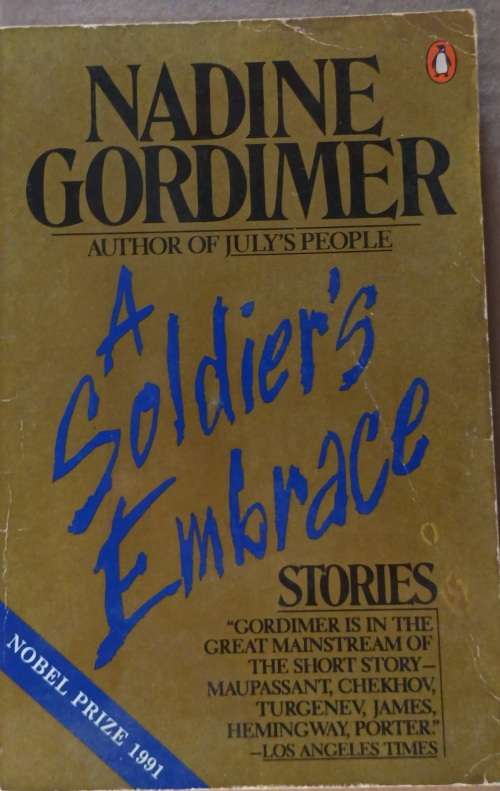 NADINE
GORDIMER
AUTHOR OF JULY'S PEOPLE
A
Soldier's
Embrace
STORIES
"GORDIMER IS IN THE
GREAT MAINSTREAM OF
THE SHORT STORY—
MAUPASSANT, CHEKHOV,
TURGENEV, JAMES,
HEMINGWAY, PORTER."
—LOS ANGELES TIMES
NOBEL PRIZE 1991